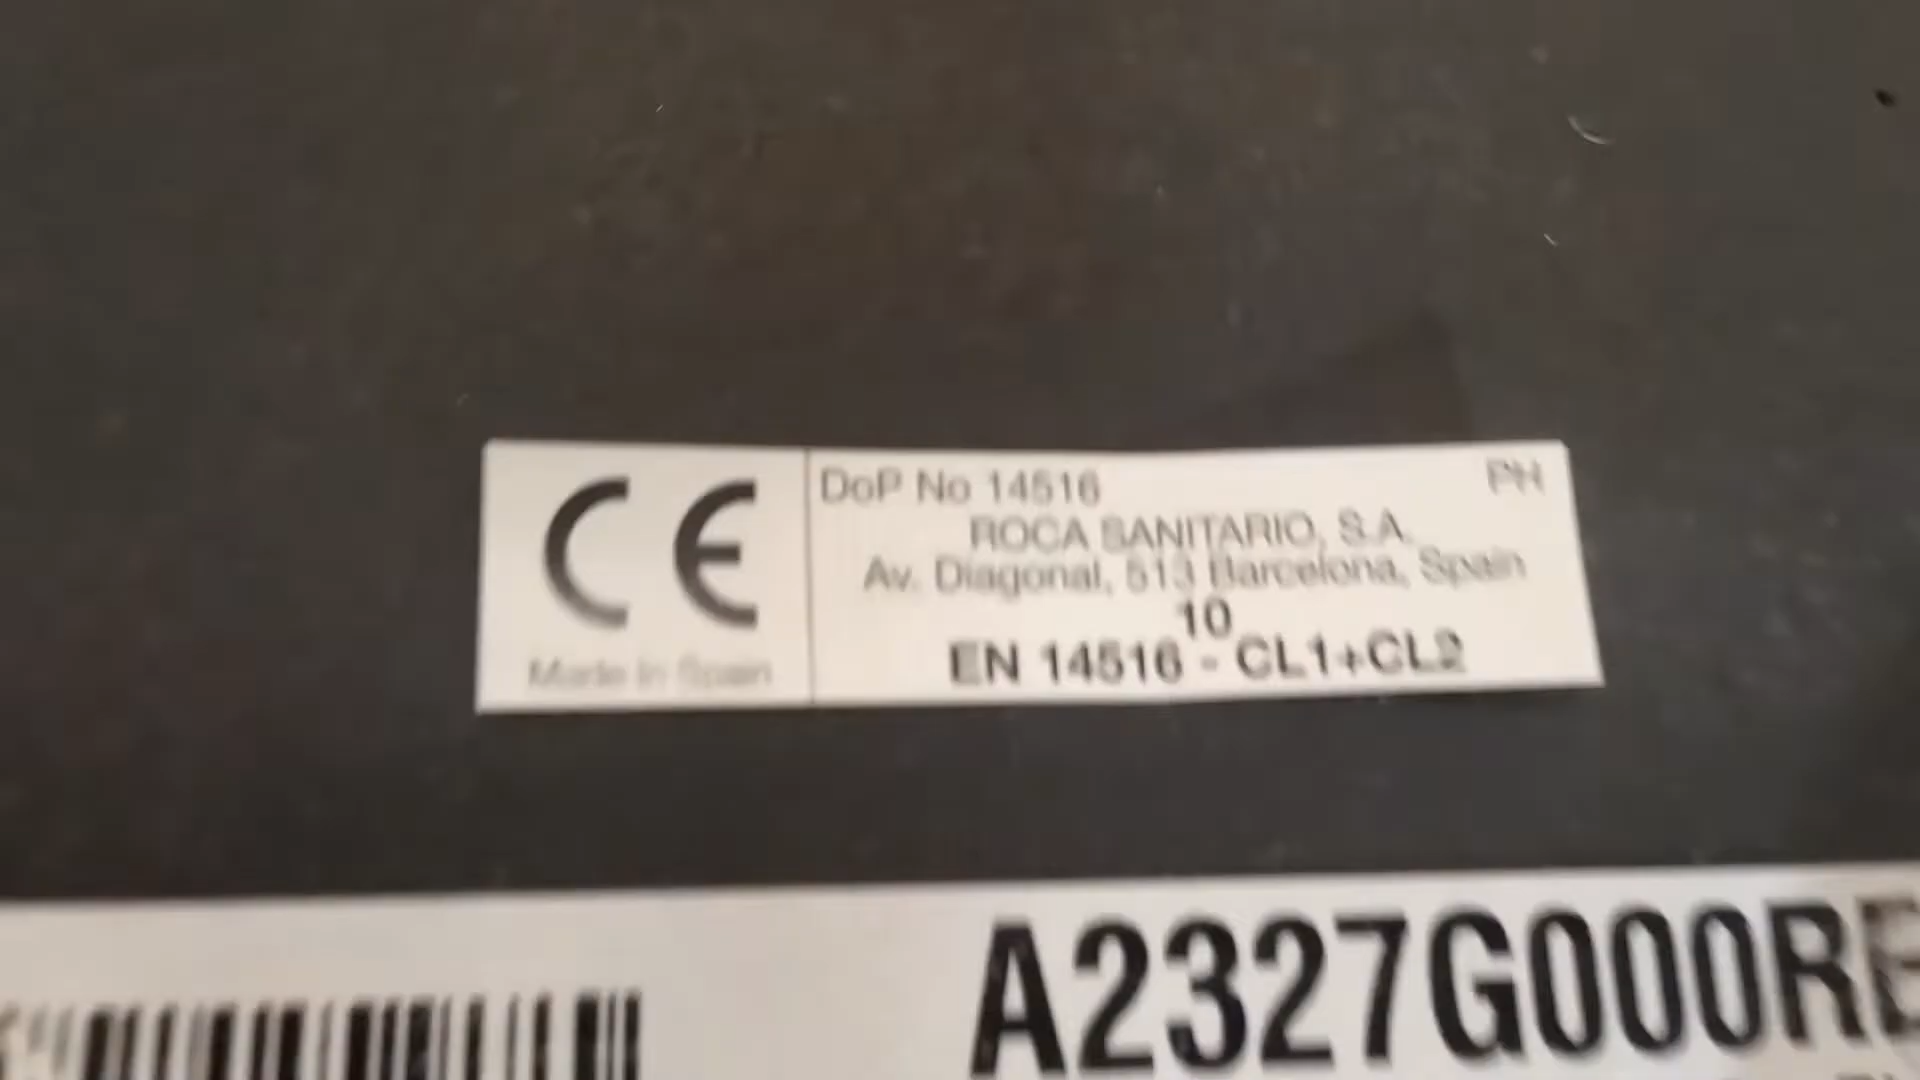 CE
Made in Spain
DoP No 14516
PH
ROCA SANITARIO, S.A.
Av. Diagonal, 513 Barcelona, Spain
10
EN 14516 - CL1+CL2
A2327G000RE